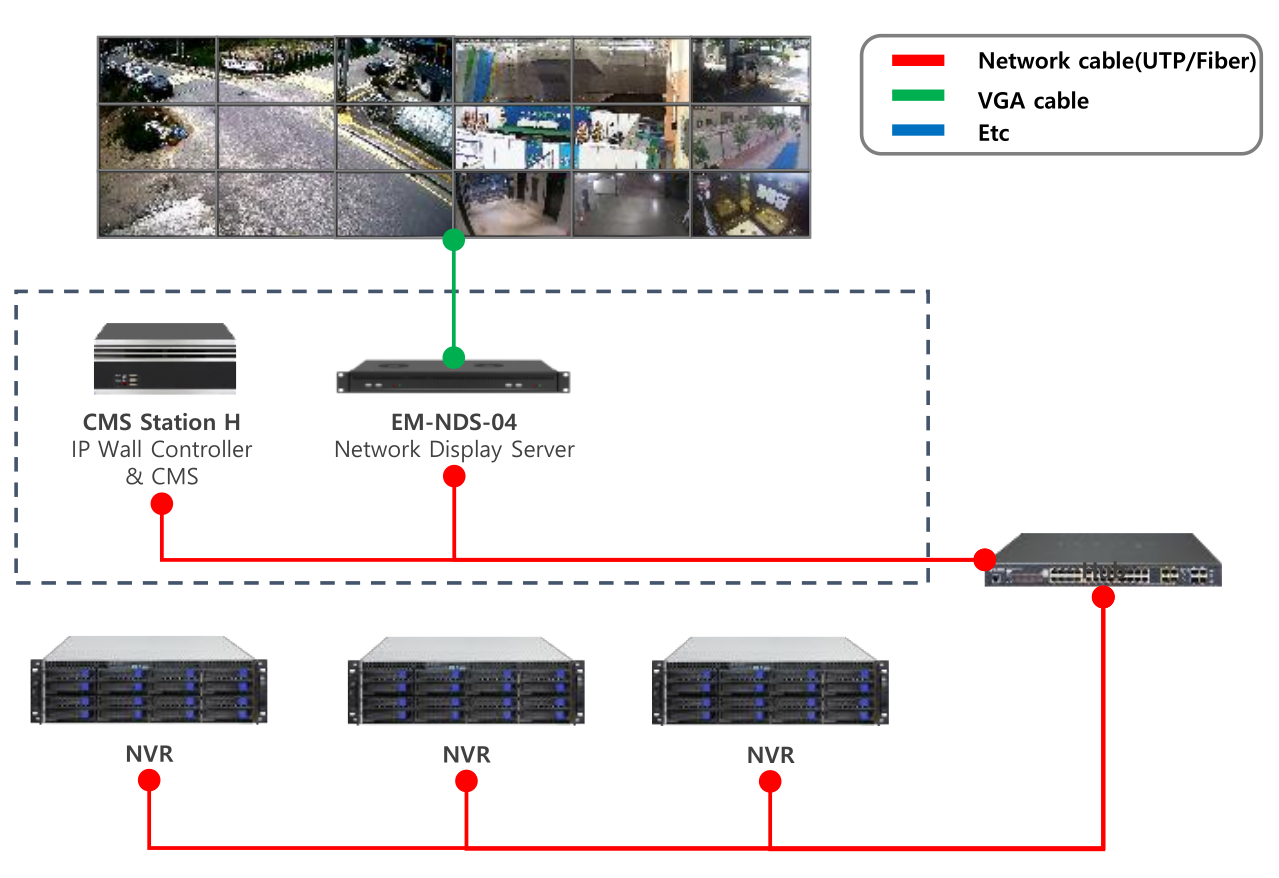 Network cable(UTP/Fiber)
VGA cable
Etc
CMS Station H
IP Wall Controller
& CMS
EM-NDS-04
Network Display Server
Hub
NVR
NVR
NVR